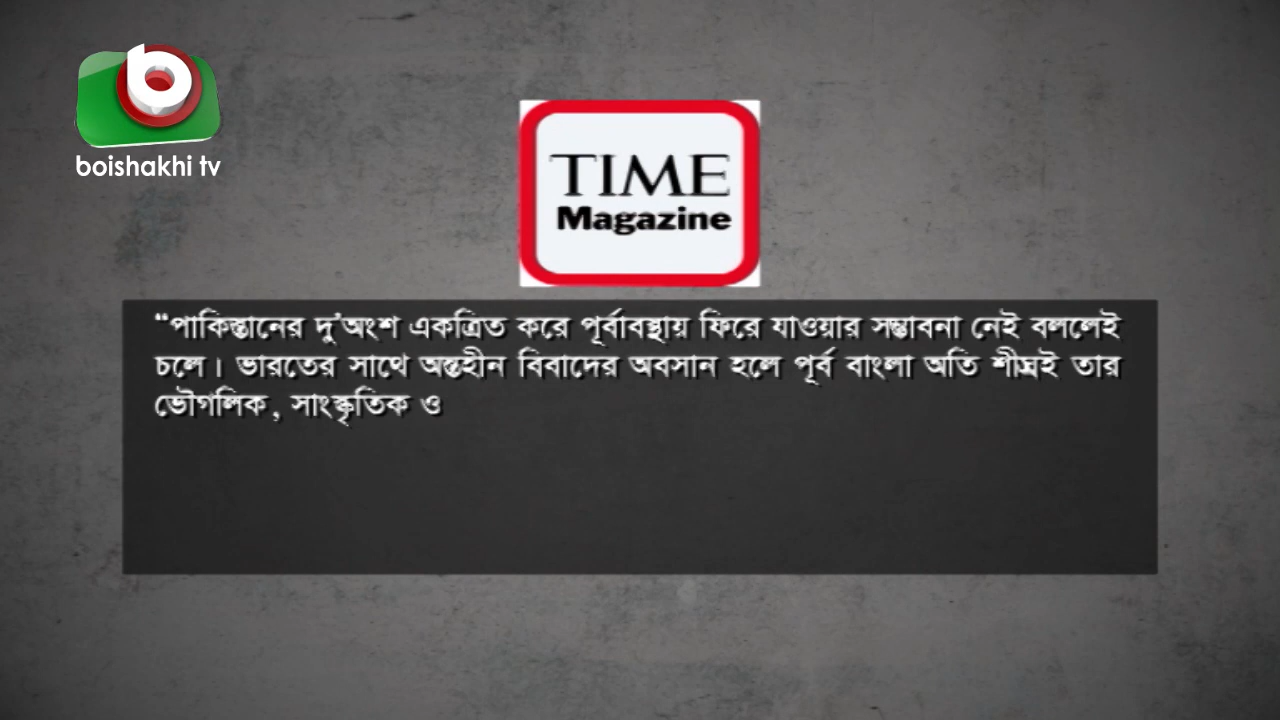 boishakhi tv
TIME
Magazine
“পাকিস্তানের দু’অংশ একত্রিত করে পূর্বাবস্থায় ফিরে যাওয়ার সম্ভাবনা নেই বললেই
চলে। ভারতের সাথে অন্তহীন বিবাদের অবসান হলে পূর্ব বাংলা অতি শীঘ্রই তার
ভৌগলিক, সাংস্কৃতিক ও